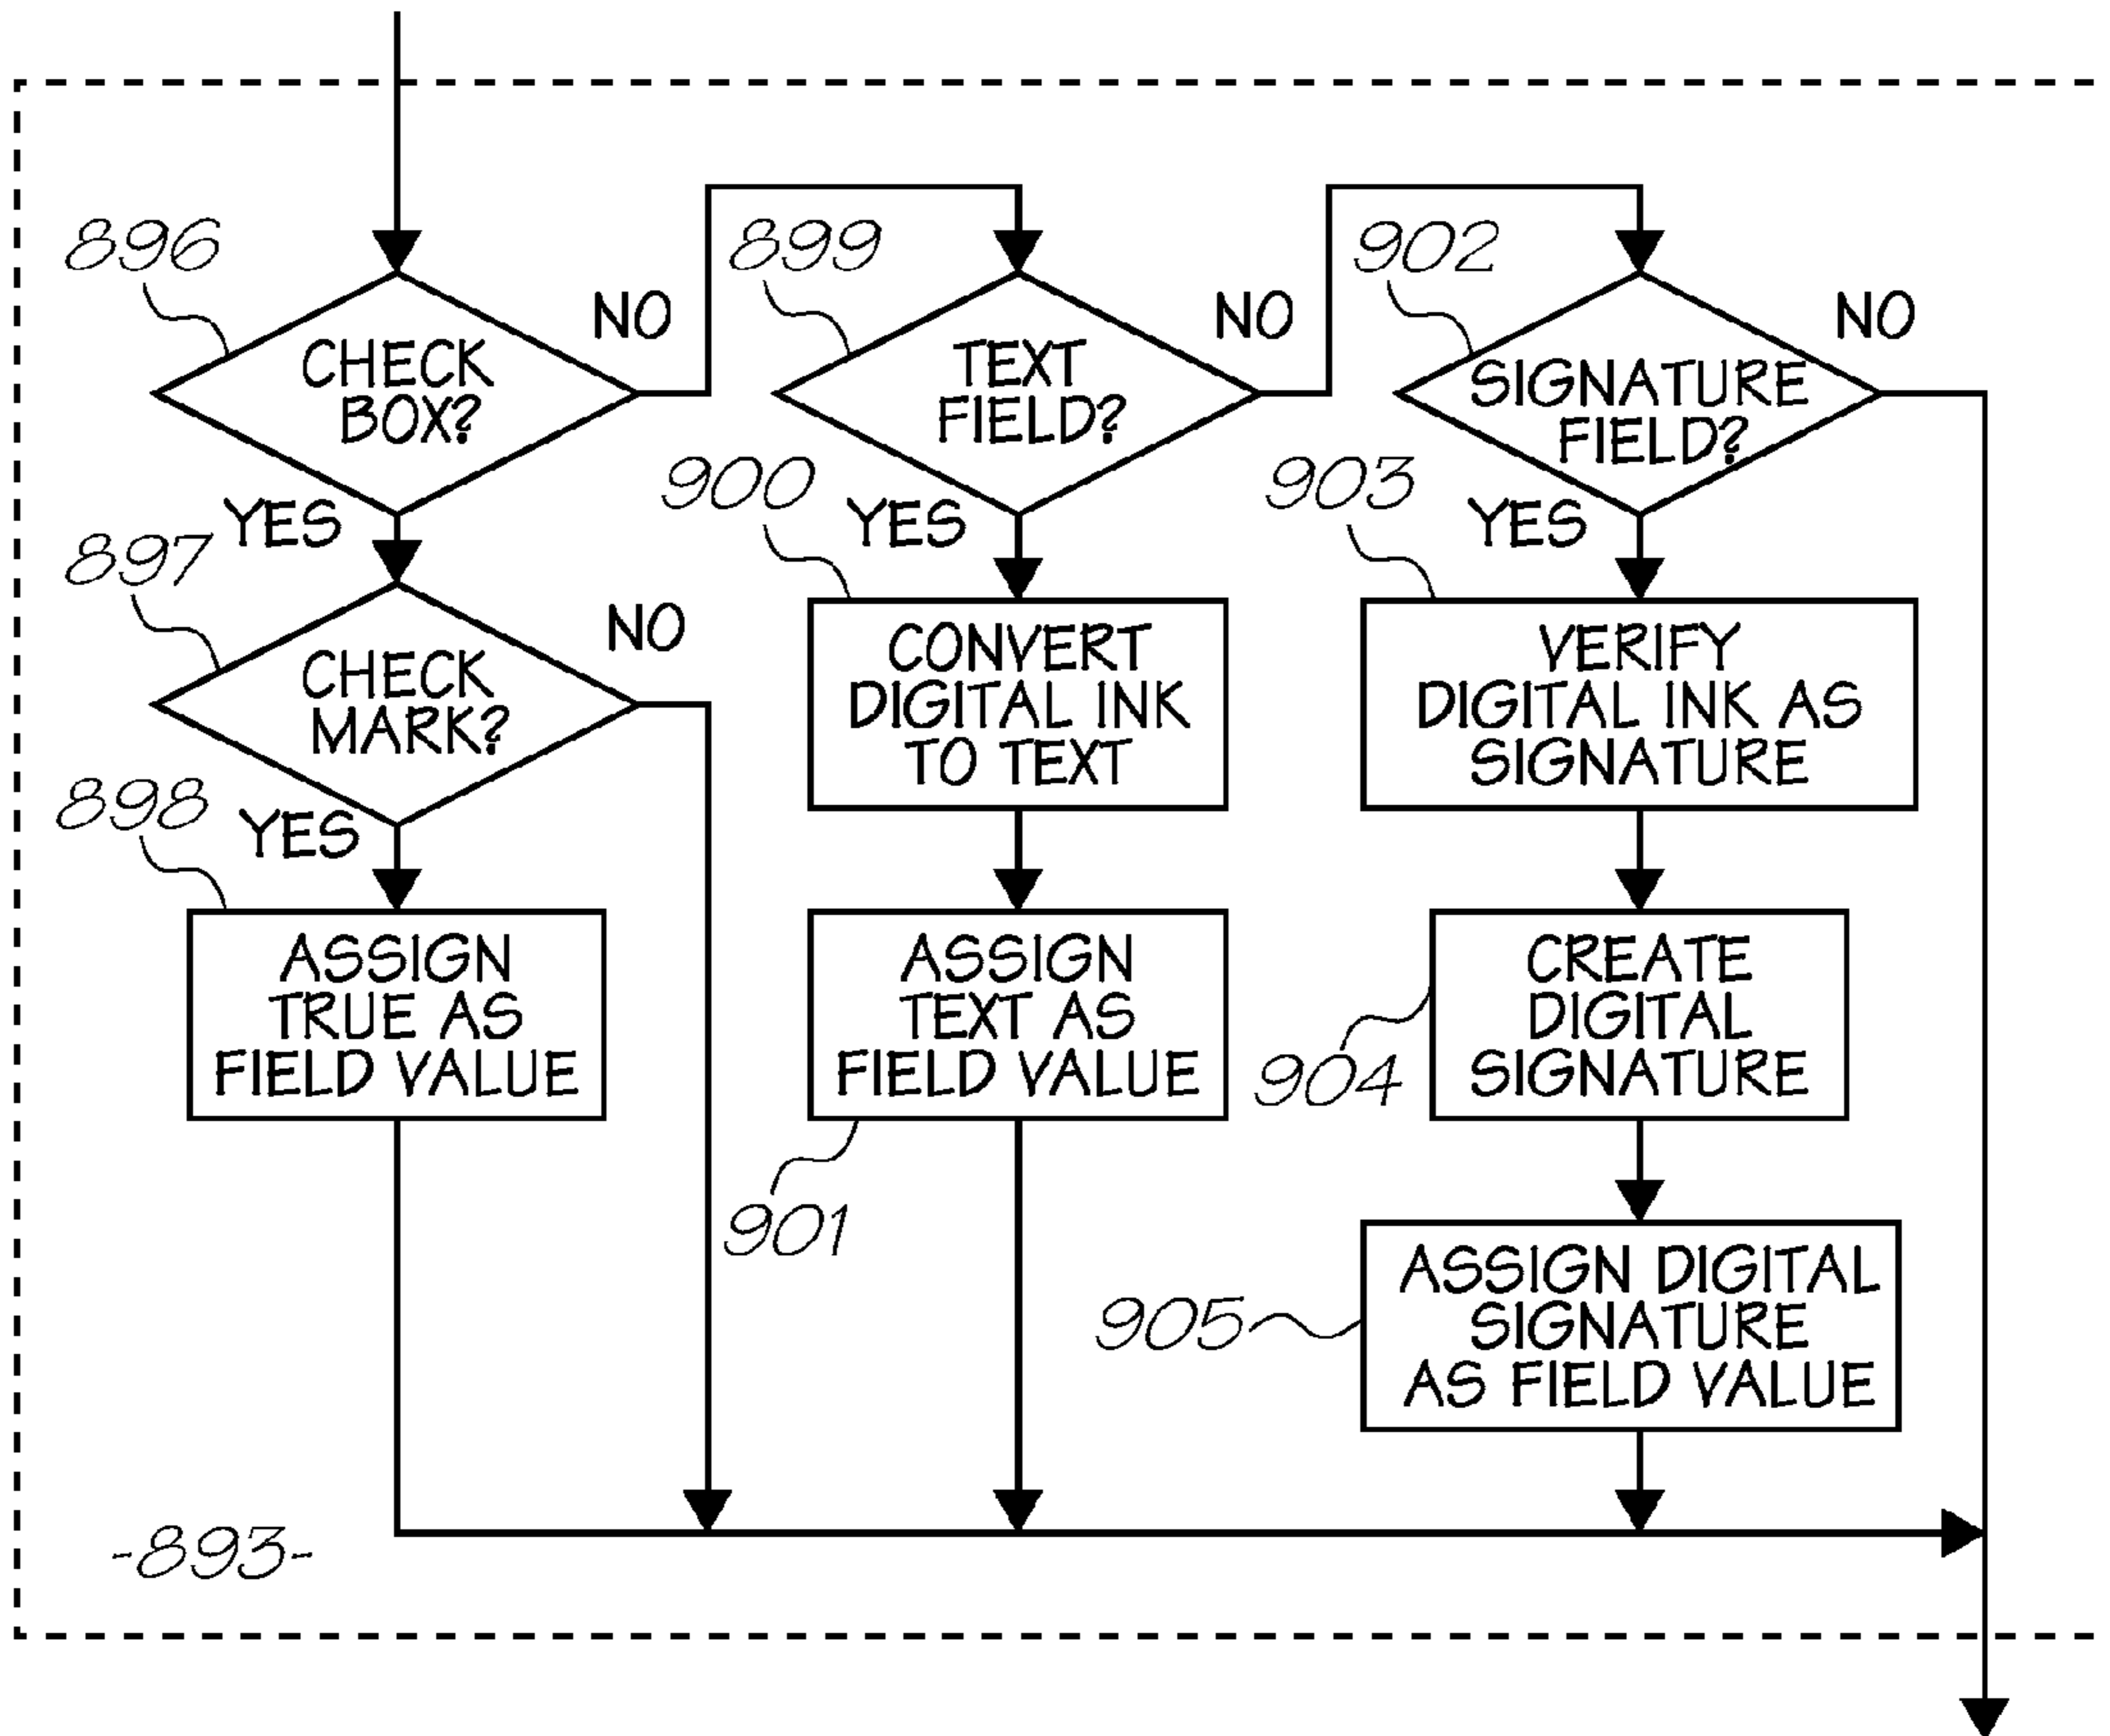 896
CHECK
BOX?
NO
YES
897
CHECK
MARK?
NO
YES
898
ASSIGN
TRUE AS
FIELD VALUE
899
TEXT
FIELD?
NO
YES
900
CONVERT
DIGITAL INK
TO TEXT
ASSIGN
TEXT AS
FIELD VALUE
901
902
SIGNATURE
FIELD?
NO
YES
903
VERIFY
DIGITAL INK AS
SIGNATURE
CREATE
DIGITAL
SIGNATURE
904
ASSIGN DIGITAL
SIGNATURE
AS FIELD VALUE
905
-893-